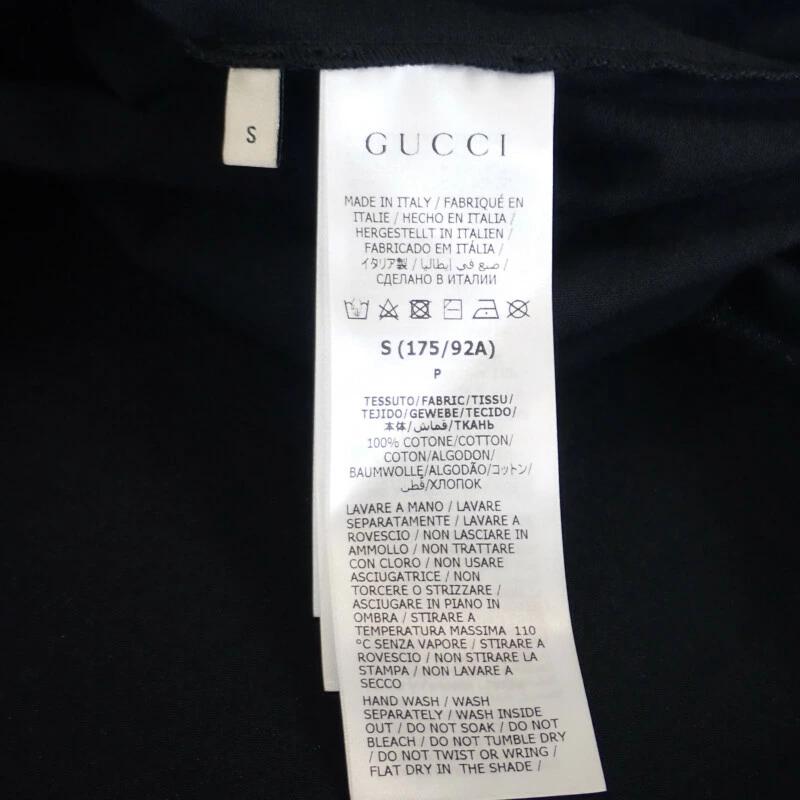 S
GUCCI
MADE IN ITALY / FABRIQUÉ EN
ITALIE / HECHO EN ITALIA /
HERGESTELLT IN ITALIEN /
FABRICADO EM ITÁLIA /
イタリア製 / صنع في إيطاليا /
СДЕЛАНО В ИТАЛИИ
S (175/92A)
P
TESSUTO/FABRIC/TISSU/
TEJIDO/GEWEBE/TECIDO/
本体/قماش/ТКАНЬ
100% COTONE/COTTON/
COTON/ALGODON/
BAUMWOLLE/ALGODÃO/コットン/
قطن/ХЛОПОК
LAVARE A MANO / LAVARE
SEPARATAMENTE / LAVARE A
ROVESCIO / NON LASCIARE IN
AMMOLLO / NON TRATTARE
CON CLORO / NON USARE
ASCIUGATRICE / NON
TORCERE O STRIZZARE /
ASCIUGARE IN PIANO IN
OMBRA / STIRARE A
TEMPERATURA MASSIMA 110
°C SENZA VAPORE / STIRARE A
ROVESCIO / NON STIRARE LA
STAMPA / NON LAVARE A
SECCO
HAND WASH / WASH
SEPARATELY / WASH INSIDE
OUT / DO NOT SOAK / DO NOT
BLEACH / DO NOT TUMBLE DRY
/ DO NOT TWIST OR WRING /
FLAT DRY IN THE SHADE /